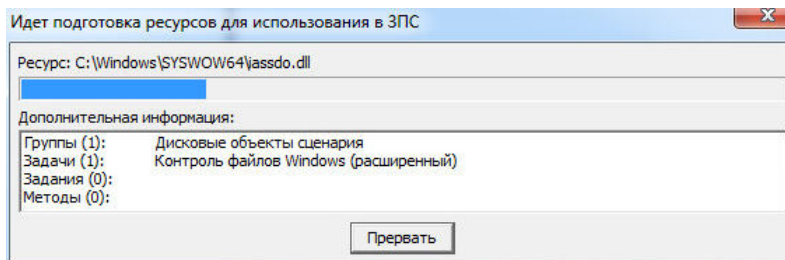 Идет подготовка ресурсов для использования в ЗПС
Ресурс: C:\Windows\SYSWOW64\iassdo.dll
Дополнительная информация:
Группы (1): Дисковые объекты сценария
Задачи (1): Контроль файлов Windows (расширенный)
Задания (0):
Методы (0):
Прервать